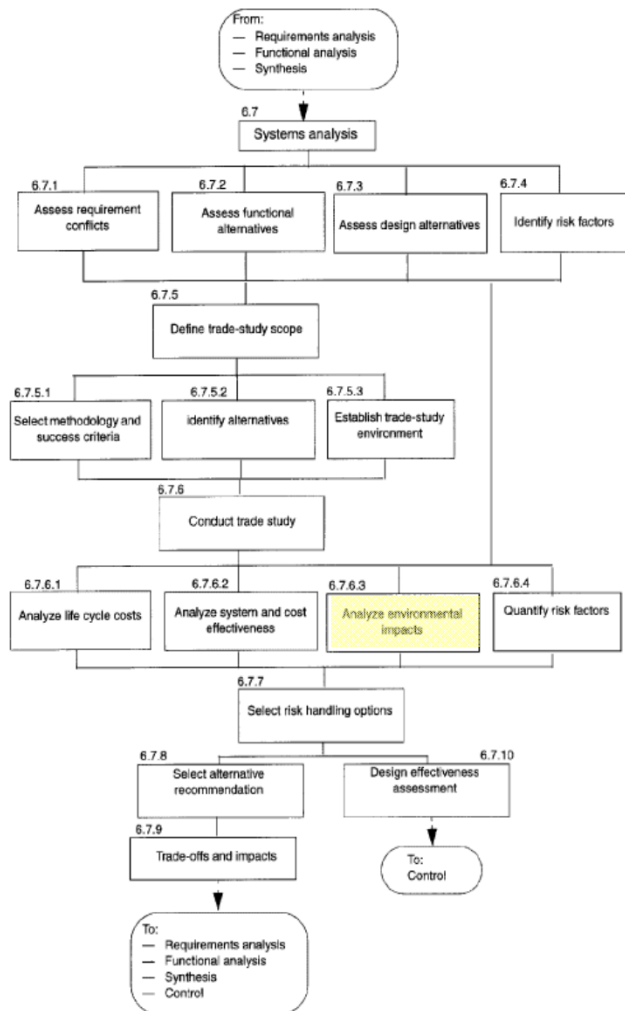 From:
— Requirements analysis
— Functional analysis
— Synthesis
6.7
Systems analysis
6.7.1
Assess requirement
conflicts
6.7.2
Assess functional
alternatives
6.7.3
Assess design alternatives
6.7.4
Identify risk factors
6.7.5
Define trade-study scope
6.7.5.1
Select methodology and
success criteria
6.7.5.2
Identify alternatives
6.7.5.3
Establish trade-study
environment
6.7.6
Conduct trade study
6.7.6.1
Analyze life cycle costs
6.7.6.2
Analyze system and cost
effectiveness
6.7.6.3
Analyze environmental
impacts
6.7.6.4
Quantify risk factors
6.7.7
Select risk handling options
6.7.8
Select alternative
recommendation
6.7.10
Design effectiveness
assessment
6.7.9
Trade-offs and impacts
To:
Control
To:
— Requirements analysis
— Functional analysis
— Synthesis
— Control